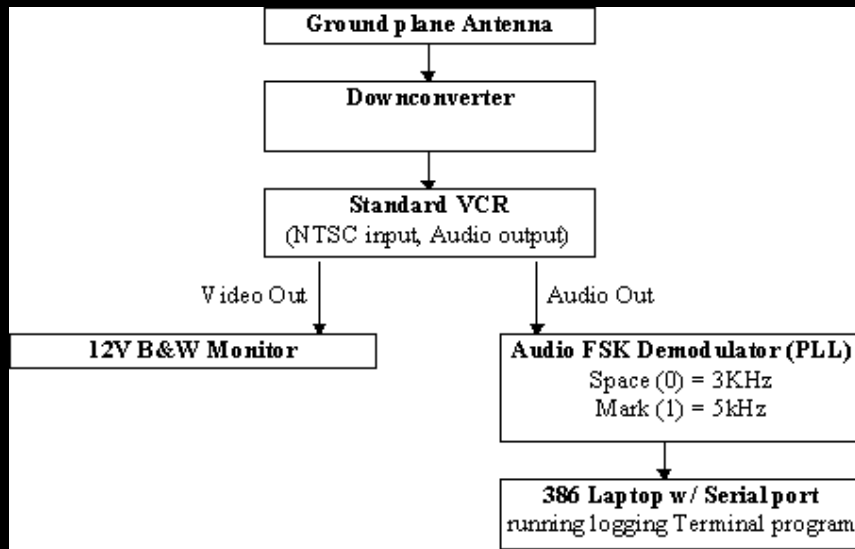 Ground plane Antenna
Downconverter
Standard VCR
(NTSC input, Audio output)
Video Out
Audio Out
12V B&W Monitor
Audio FSK Demodulator (PLL)
Space (0) = 3KHz
Mark (1) = 5kHz
386 Laptop w/ Serial port
running logging Terminal program